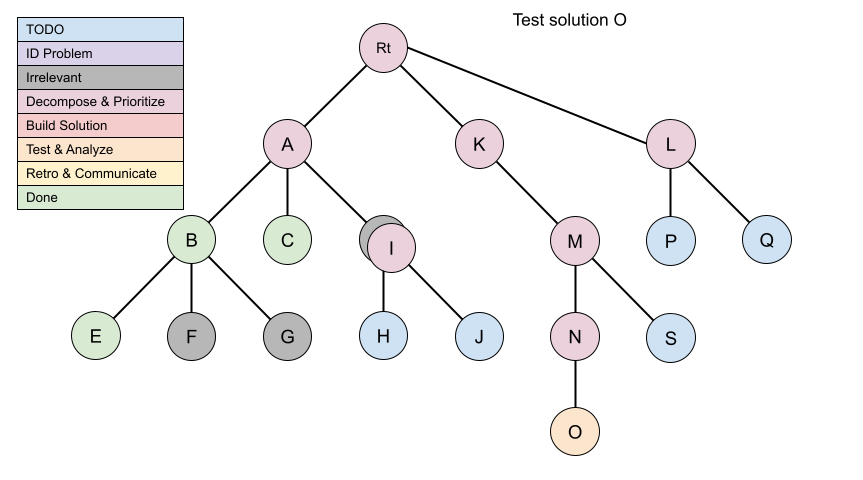 Test solution O
TODO
ID Problem
Irrelevant
Decompose & Prioritize
Build Solution
Test & Analyze
Retro & Communicate
Done
Rt
A
K
L
B
C
I
M
P
Q
E
F
G
H
J
N
S
O